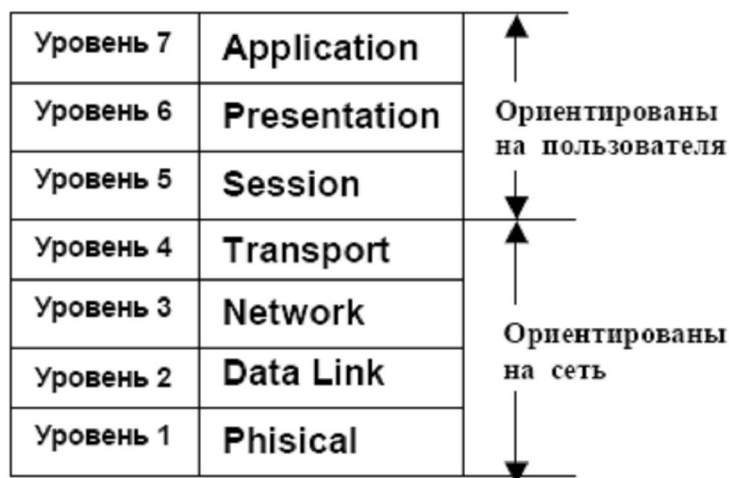 Уровень 7 Application
Уровень 6 Presentation
Ориентированы
на пользователя
Уровень 5 Session
Уровень 4 Transport
Уровень 3 Network
Ориентированы
на сеть
Уровень 2 Data Link
Уровень 1 Phisical